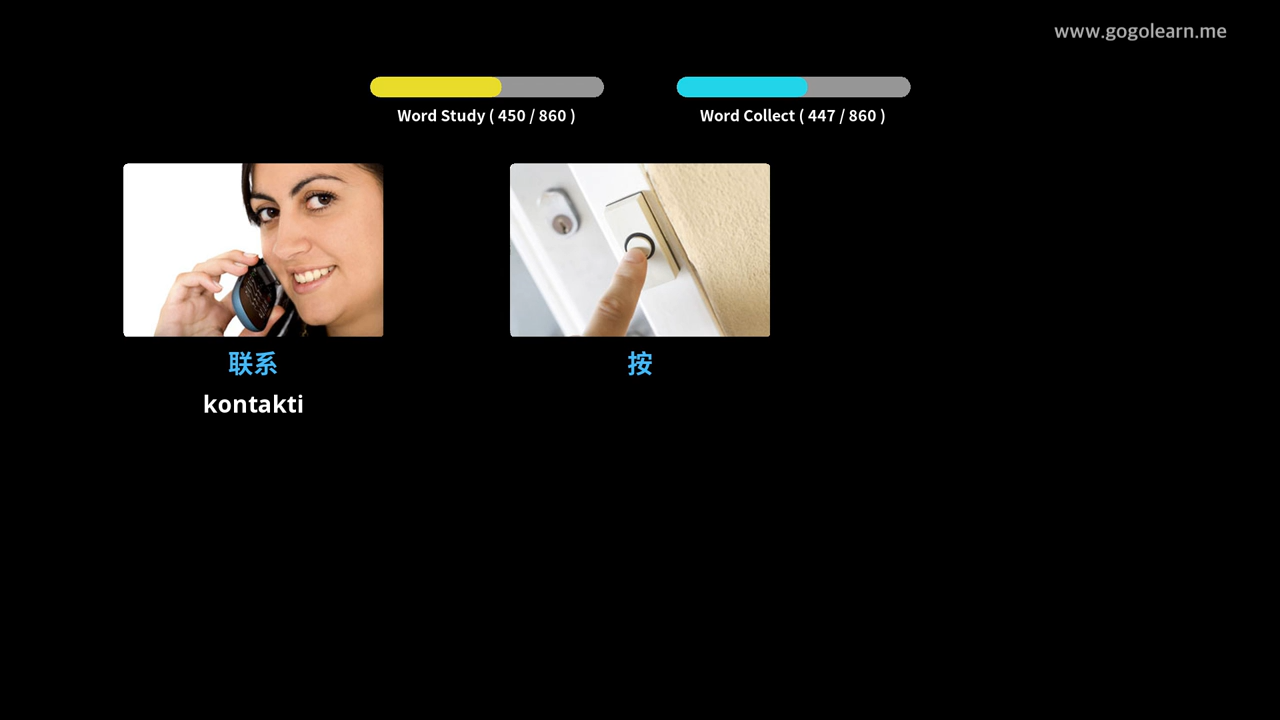 www.gogolearn.me
Word Study ( 450 / 860 )
Word Collect ( 447 / 860 )
联系
按
kontakti